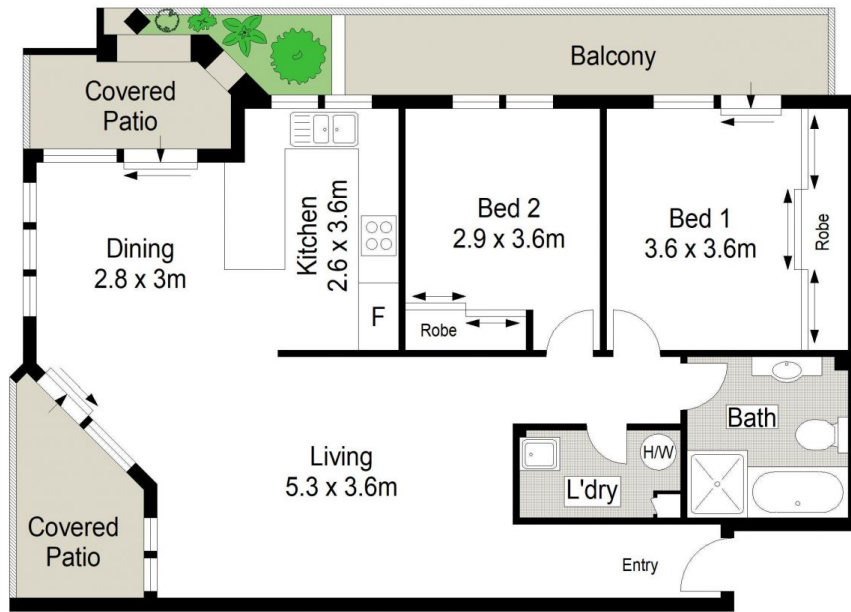 Balcony
Covered
Patio
Kitchen
2.6 x 3.6m
Bed 2
2.9 x 3.6m
Bed 1
3.6 x 3.6m
Robe
Dining
2.8 x 3m
F
Robe
Bath
Living
5.3 x 3.6m
H/W
L'dry
Covered
Patio
Entry